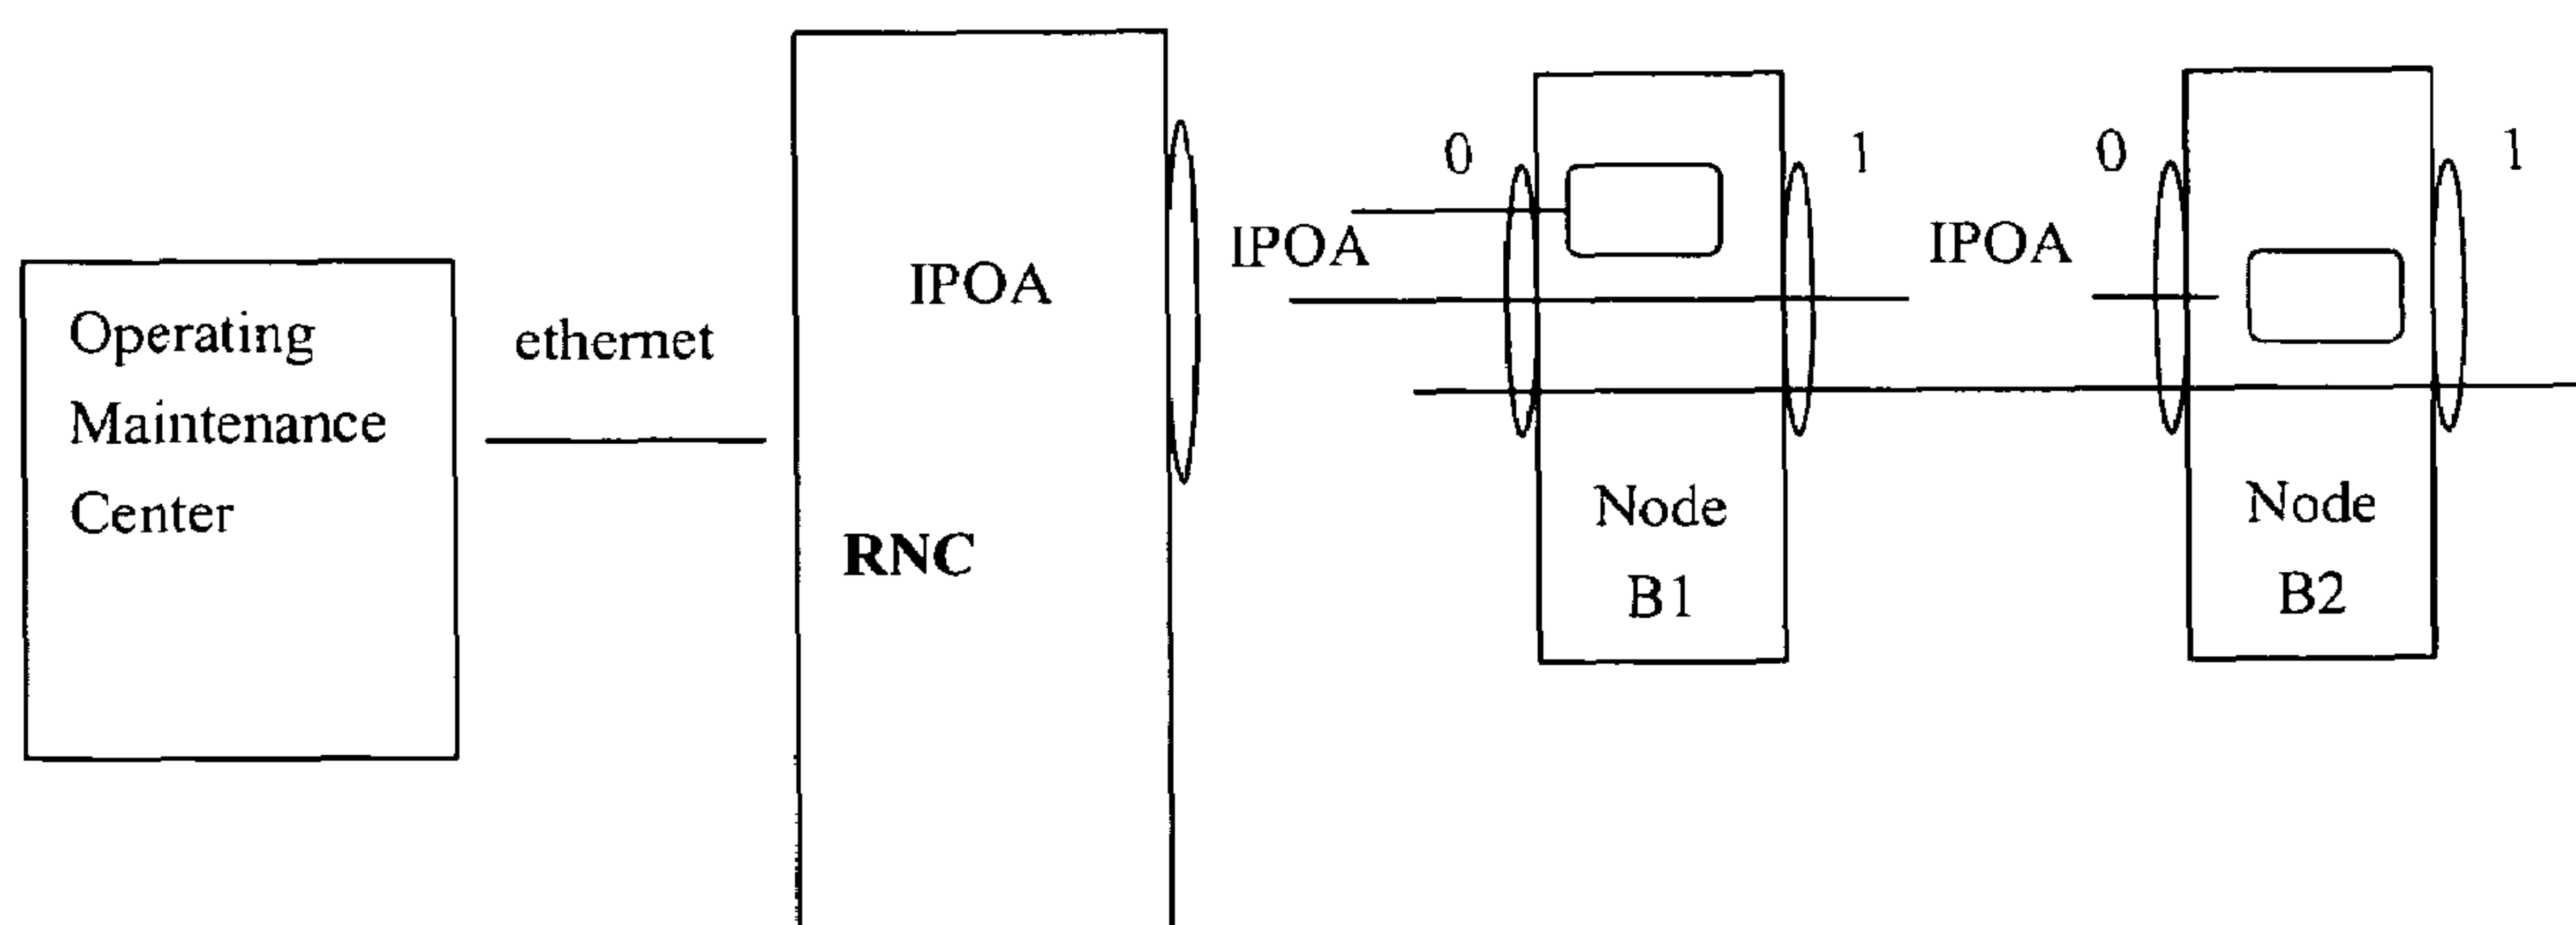 Operating
Maintenance
Center
ethernet
IPOA
RNC
IPOA
0
1
Node
B1
IPOA
0
1
Node
B2